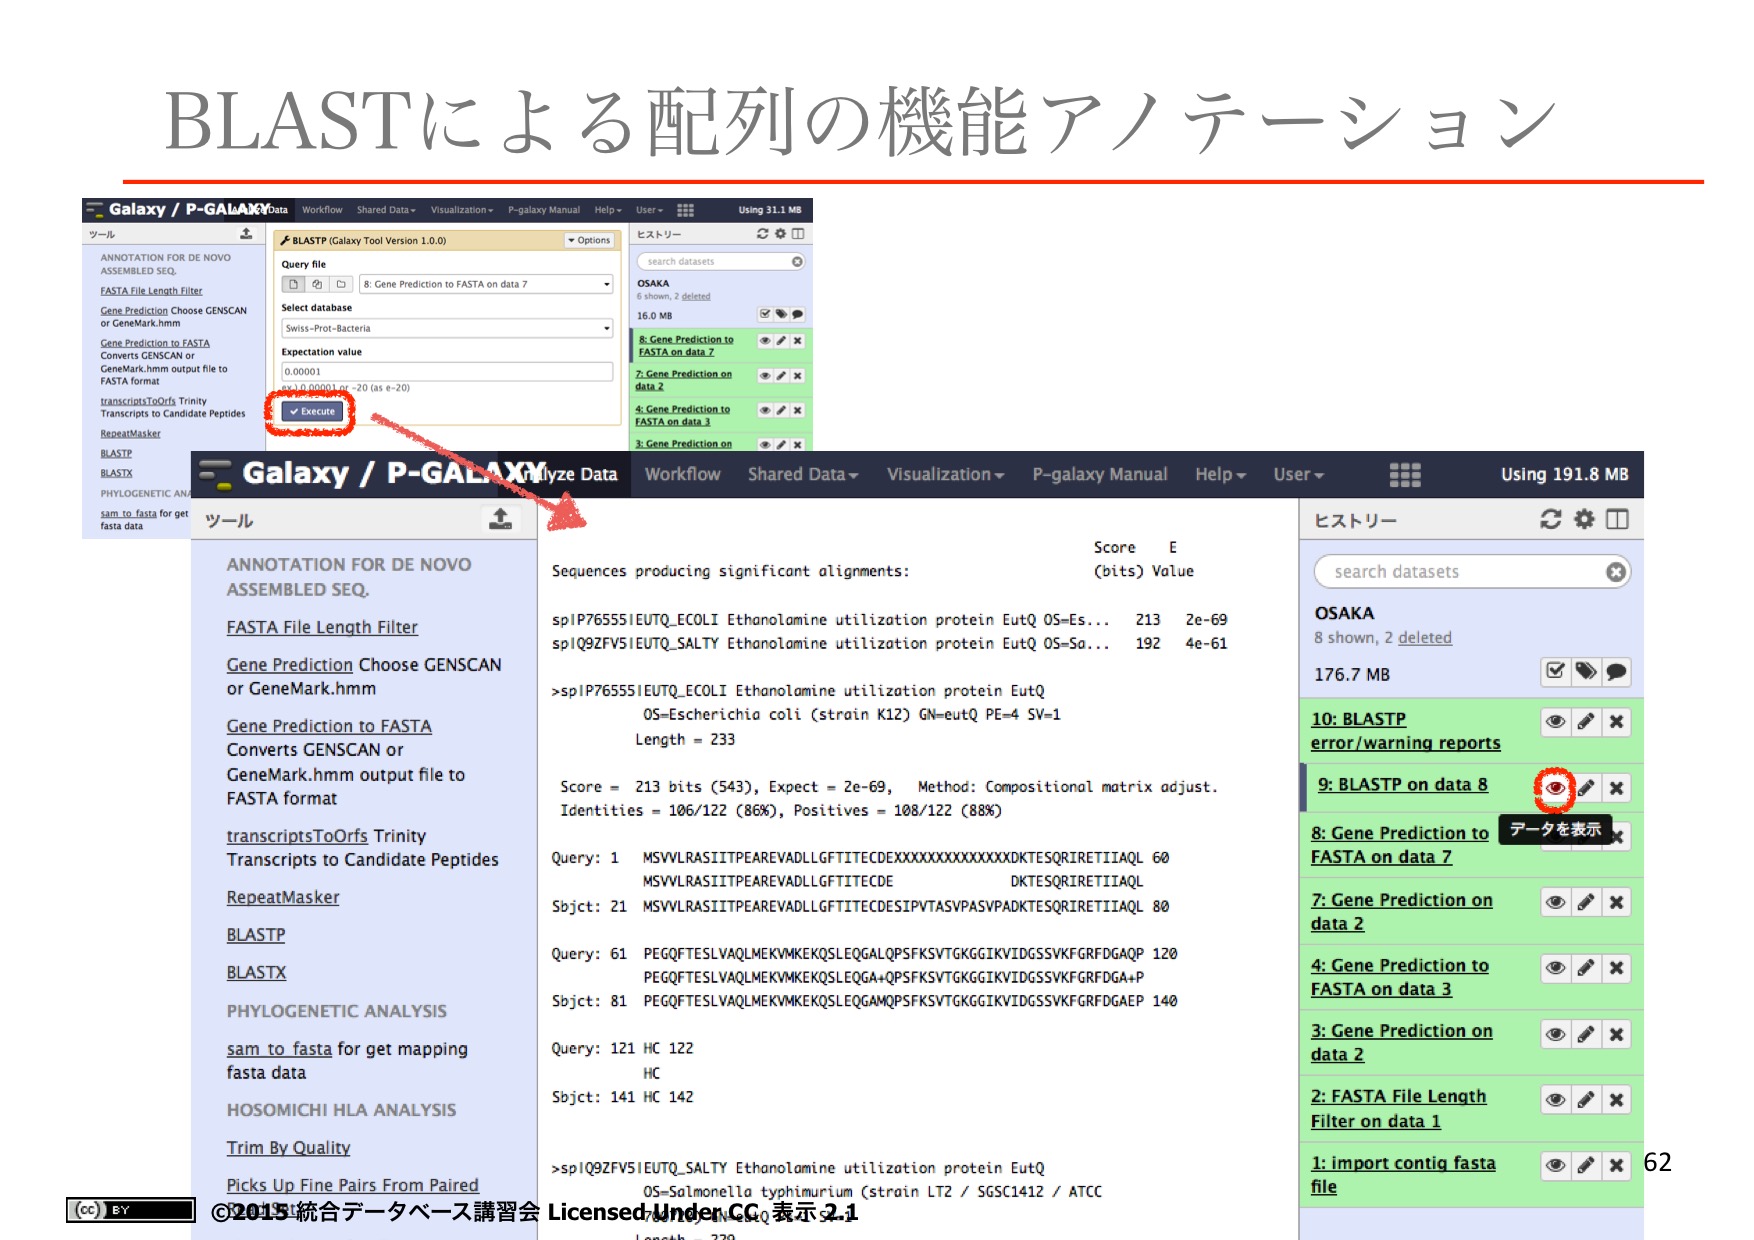 BLASTによる配列の機能アノテーション
Galaxy / P-GALAXY
Data Workflow Shared Data Visualization P-galaxy Manual Help User Using 31.1 MB
ツール
ANNOTATION FOR DE NOVO
ASSEMBLED SEQ.
FASTA File Length Filter
Gene Prediction Choose GENSCAN
or GeneMark.hmm
Gene Prediction to FASTA
Converts GENSCAN or
GeneMark.hmm output file to
FASTA format
transcriptsToOrfs Trinity
Transcripts to Candidate Peptides
RepeatMasker
BLASTP
BLASTX
PHYLOGENETIC ANA
sam to fasta for get
fasta data
BLASTP (Galaxy Tool Version 1.0.0)
Options
Query file
8: Gene Prediction to FASTA on data 7
Select database
Swiss-Prot-Bacteria
Expectation value
0.00001
ex.) 0.00001 or -20 (as e-20)
Execute
ヒストリー
search datasets
OSAKA
6 shown, 2 deleted
16.0 MB
8: Gene Prediction to
FASTA on data 7
7: Gene Prediction on
data 2
4: Gene Prediction to
FASTA on data 3
3: Gene Prediction on
Galaxy / P-GALAXY
Analyze Data Workflow Shared Data Visualization P-galaxy Manual Help User Using 191.8 MB
ツール
ANNOTATION FOR DE NOVO
ASSEMBLED SEQ.
FASTA File Length Filter
Gene Prediction Choose GENSCAN
or GeneMark.hmm
Gene Prediction to FASTA
Converts GENSCAN or
GeneMark.hmm output file to
FASTA format
transcriptsToOrfs Trinity
Transcripts to Candidate Peptides
RepeatMasker
BLASTP
BLASTX
PHYLOGENETIC ANALYSIS
sam to fasta for get mapping
fasta data
HOSOMICHI HLA ANALYSIS
Trim By Quality
Picks Up Fine Pairs From Paired
Score E
Sequences producing significant alignments: (bits) Value
sp|P76555|EUTQ_ECOLI Ethanolamine utilization protein EutQ OS=Es... 213 2e-69
sp|Q9ZFV5|EUTQ_SALTY Ethanolamine utilization protein EutQ OS=Sa... 192 4e-61
>sp|P76555|EUTQ_ECOLI Ethanolamine utilization protein EutQ
OS=Escherichia coli (strain K12) GN=eutQ PE=4 SV=1
Length = 233
Score = 213 bits (543), Expect = 2e-69, Method: Compositional matrix adjust.
Identities = 106/122 (86%), Positives = 108/122 (88%)
Query: 1 MSVVLRASIITPEAREVADLLGFTITECDEXXXXXXXXXXXXXXDKTESQRIRETIIAQL 60
MSVVLRASIITPEAREVADLLGFTITECDE DKTESQRIRETIIAQL
Sbjct: 21 MSVVLRASIITPEAREVADLLGFTITECDESIPVTASVPASVPADKTESQRIRETIIAQL 80
Query: 61 PEGQFTESLVAQLMEKVMKEKQSLEQGALQPSFKSVTGKGGIKVIDGSSVKFGRFDGAQP 120
PEGQFTESLVAQLMEKVMKEKQSLEQGA+QPSFKSVTGKGGIKVIDGSSVKFGRFDGA+P
Sbjct: 81 PEGQFTESLVAQLMEKVMKEKQSLEQGAMQPSFKSVTGKGGIKVIDGSSVKFGRFDGAEP 140
Query: 121 HC 122
HC
Sbjct: 141 HC 142
>sp|Q9ZFV5|EUTQ_SALTY Ethanolamine utilization protein EutQ
OS=Salmonella typhimurium (strain LT2 / SGSC1412 / ATCC
Length = 229
ヒストリー
search datasets
OSAKA
8 shown, 2 deleted
176.7 MB
10: BLASTP
error/warning reports
9: BLASTP on data 8
データを表示
8: Gene Prediction to
FASTA on data 7
7: Gene Prediction on
data 2
4: Gene Prediction to
FASTA on data 3
3: Gene Prediction on
data 2
2: FASTA File Length
Filter on data 1
1: import contig fasta
file
62
(cc) BY
©2015 統合データベース講習会 Licensed Under CC 表示 2.1